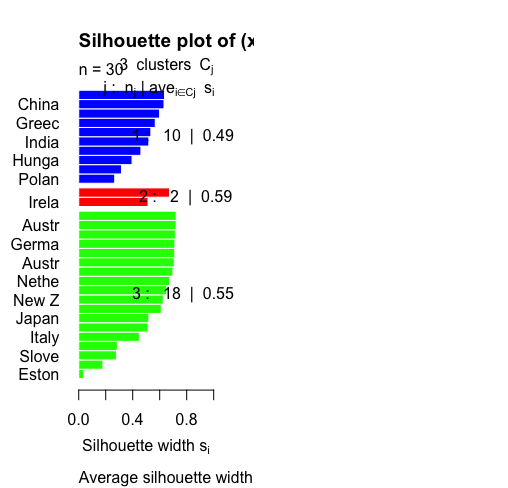 Silhouette plot of (x
n = 30 3 clusters Cj
j : nj | avei∈Cj si
China
Greec
1 : 10 | 0.49
India
Hunga
Polan
2 : 2 | 0.59
Irela
Austr
Germa
Austr
Nethe
3 : 18 | 0.55
New Z
Japan
Italy
Slove
Eston
0.0 0.4 0.8
Silhouette width si
Average silhouette width